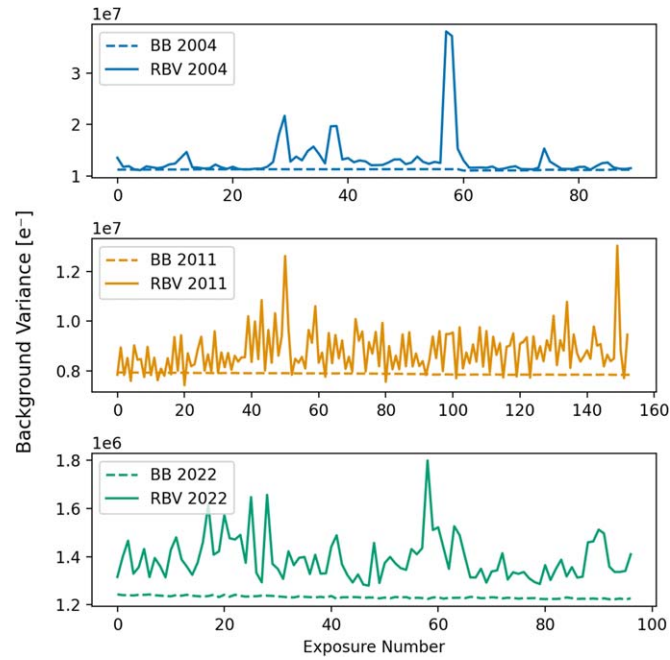 1e7
BB 2004
RBV 2004
3
2
1
0
20
40
60
80
1e7
BB 2011
RBV 2011
1.2
1.0
0.8
0
20
40
60
80
100
120
140
160
1e6
BB 2022
RBV 2022
1.8
1.6
1.4
1.2
0
20
40
60
80
100
Background Variance [e⁻]
Exposure Number